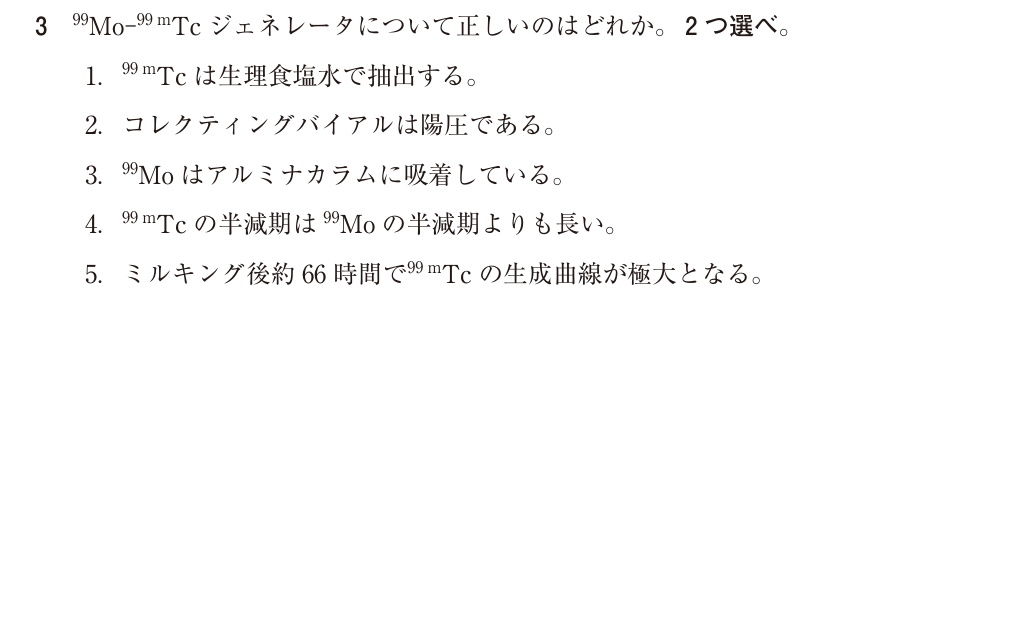 3 ⁹⁹Mo−⁹⁹ᵐTc ジェネレータについて正しいのはどれか。2つ選べ。
1. ⁹⁹ᵐTc は生理食塩水で抽出する。
2. コレクティングバイアルは陽圧である。
3. ⁹⁹Mo はアルミナカラムに吸着している。
4. ⁹⁹ᵐTc の半減期は ⁹⁹Mo の半減期よりも長い。
5. ミルキング後約 66 時間で⁹⁹ᵐTc の生成曲線が極大となる。